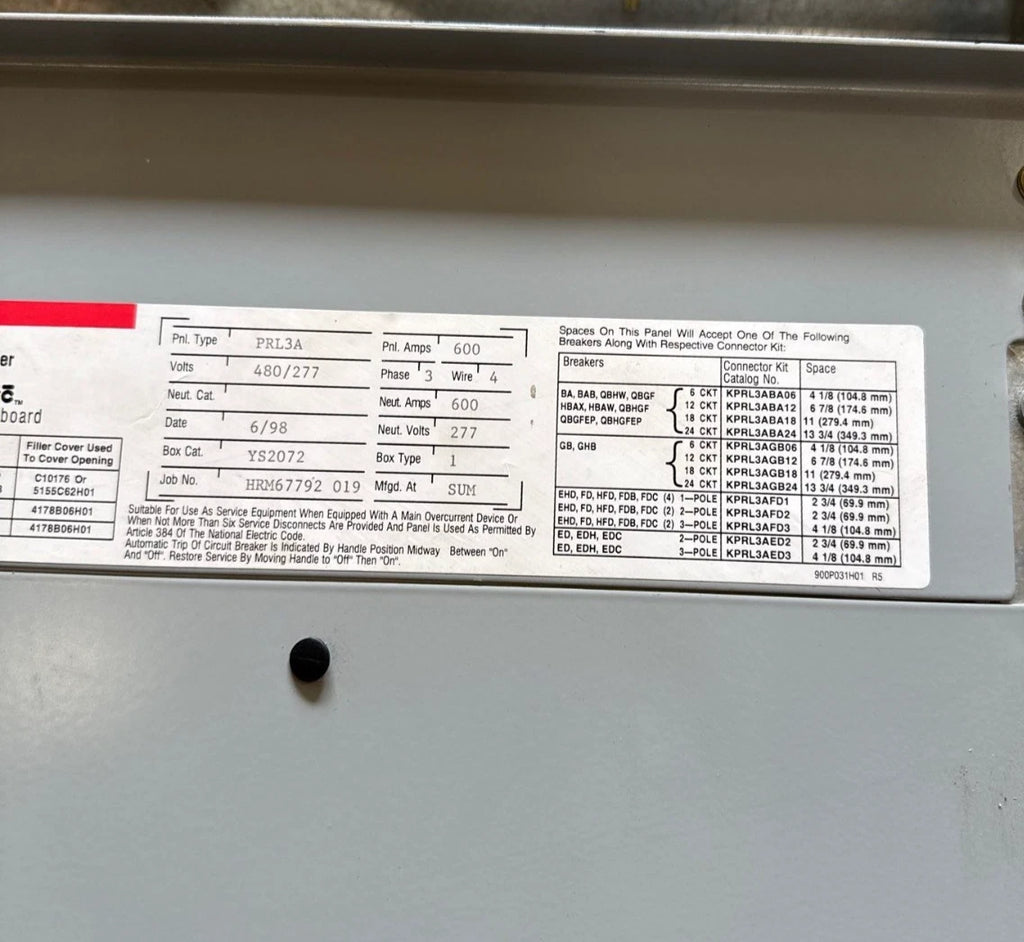 er
c̄™
board
Filler Cover Used
To Cover Opening
C10176 Or
5155C62H01
4178B06H01
4178B06H01
Pnl. Type PRL3A
Volts 480/277
Neut. Cat.
Date 6/98
Box Cat. YS2072
Job No. HRM67792 019
Pnl. Amps 600
Phase 3 Wire 4
Neut. Amps 600
Neut. Volts 277
Box Type 1
Mfgd. At SUM
Suitable For Use As Service Equipment When Equipped With A Main Overcurrent Device Or
When Not More Than Six Service Disconnects Are Provided And Panel Is Used As Permitted By
Article 384 Of The National Electric Code.
Automatic Trip Of Circuit Breaker Is Indicated By Handle Position Midway Between "On"
And "Off". Restore Service By Moving Handle to "Off" Then "On".
Spaces On This Panel Will Accept One Of The Following
Breakers Along With Respective Connector Kit:
Breakers Connector Kit Catalog No. Space
BA, BAB, QBHW, QBGF 6 CKT KPRL3ABA06 4 1/8 (104.8 mm)
HBAX, HBAW, QBHGF 12 CKT KPRL3ABA12 6 7/8 (174.6 mm)
QBGFEP, QBHGFEP 18 CKT KPRL3ABA18 11 (279.4 mm)
24 CKT KPRL3ABA24 13 3/4 (349.3 mm)
GB, GHB 6 CKT KPRL3AGB06 4 1/8 (104.8 mm)
12 CKT KPRL3AGB12 6 7/8 (174.6 mm)
18 CKT KPRL3AGB18 11 (279.4 mm)
24 CKT KPRL3AGB24 13 3/4 (349.3 mm)
EHD, FD, HFD, FDB, FDC (4) 1-POLE KPRL3AFD1 2 3/4 (69.9 mm)
EHD, FD, HFD, FDB, FDC (2) 2-POLE KPRL3AFD2 2 3/4 (69.9 mm)
EHD, FD, HFD, FDB, FDC (2) 3-POLE KPRL3AFD3 4 1/8 (104.8 mm)
ED, EDH, EDC 2-POLE KPRL3AED2 2 3/4 (69.9 mm)
ED, EDH, EDC 3-POLE KPRL3AED3 4 1/8 (104.8 mm)
900P031H01 R5